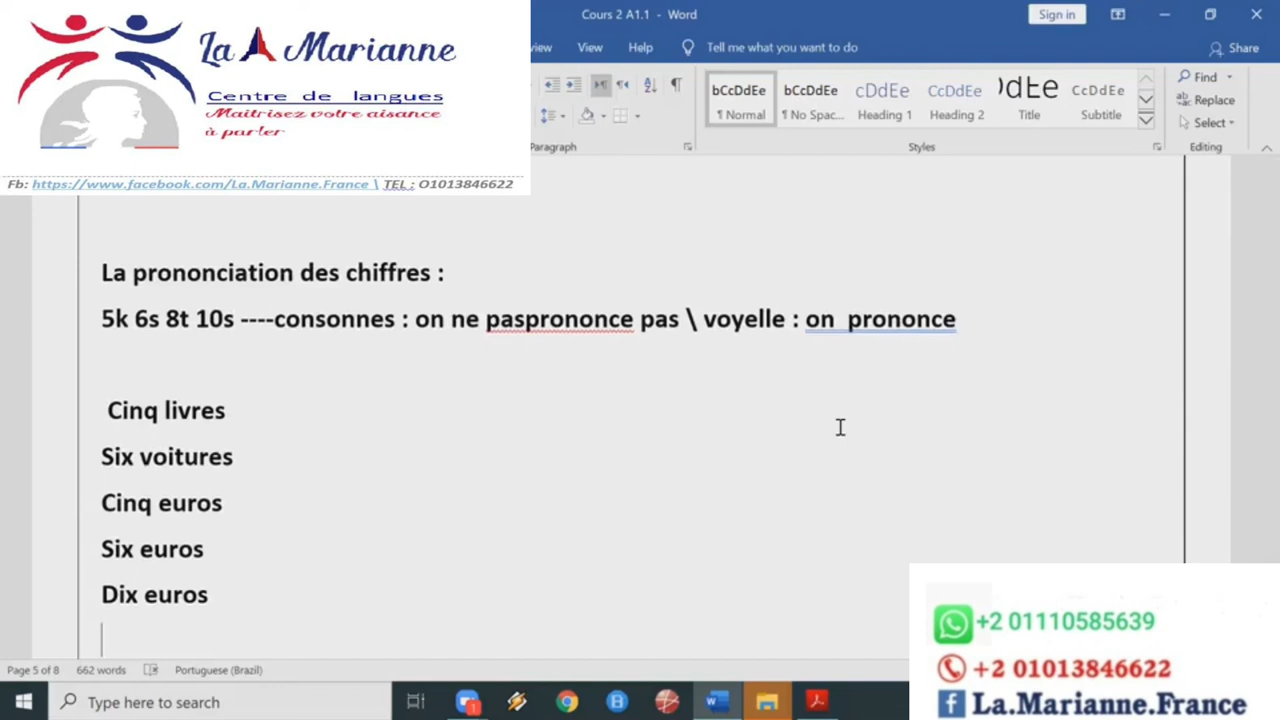 La Marianne
Centre de langues
Maitrisez votre aisance
à parler
Fb: https://www.facebook.com/La.Marianne.France \ TEL : O1013846622
Cours 2 A1.1 - Word
Sign in
View Help Tell me what you want to do
Share
bCcDdEe bCcDdEe cDdEe CcDdEe CcDdEe
¶ Normal ¶ No Spac... Heading 1 Heading 2 Title Subtitle
Find
Replace
Select
Paragraph Styles Editing
La prononciation des chiffres :
5k 6s 8t 10s ----consonnes : on ne pasprononce pas \ voyelle : on prononce
Cinq livres
Six voitures
Cinq euros
Six euros
Dix euros
Page 5 of 8 662 words Portuguese (Brazil)
Type here to search
+2 01110585639
+2 01013846622
La.Marianne.France